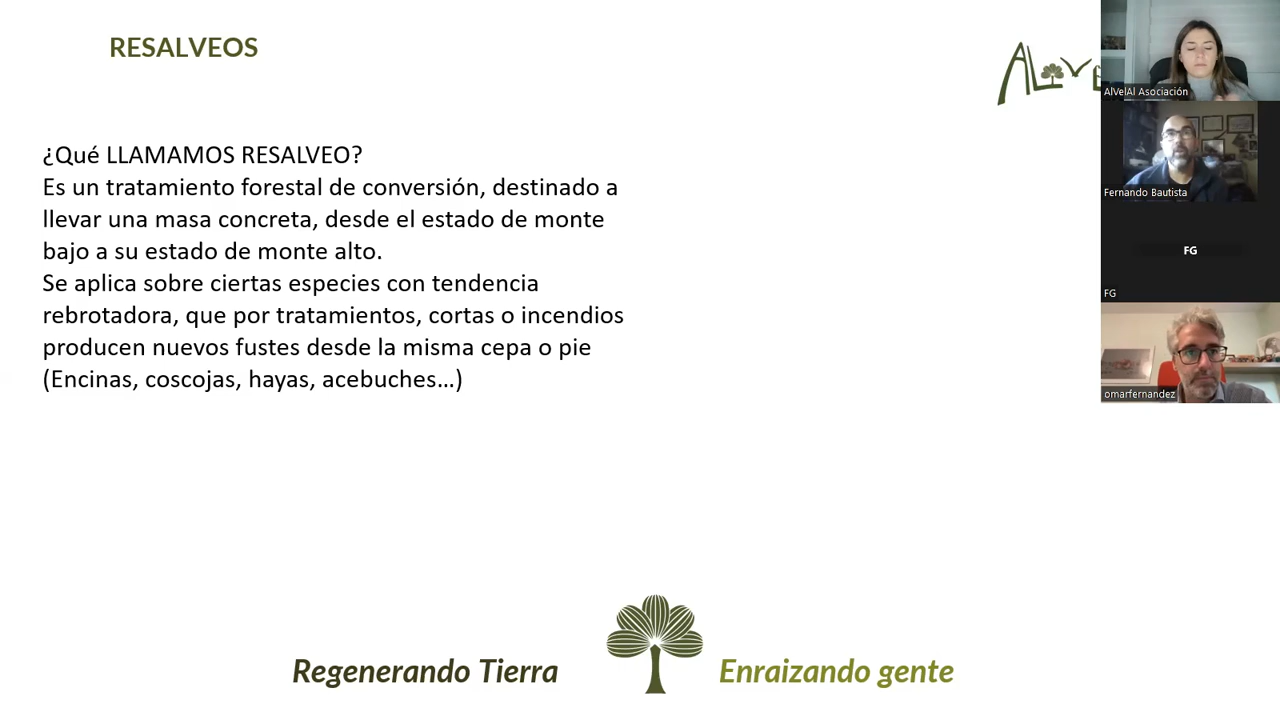 RESALVEOS
¿Qué LLAMAMOS RESALVEO?
Es un tratamiento forestal de conversión, destinado a
llevar una masa concreta, desde el estado de monte
bajo a su estado de monte alto.
Se aplica sobre ciertas especies con tendencia
rebrotadora, que por tratamientos, cortas o incendios
producen nuevos fustes desde la misma cepa o pie
(Encinas, coscojas, hayas, acebuches...)
Regenerando Tierra
Enraizando gente
AlVelAl Asociación
Fernando Bautista
FG
FG
omarfernandez